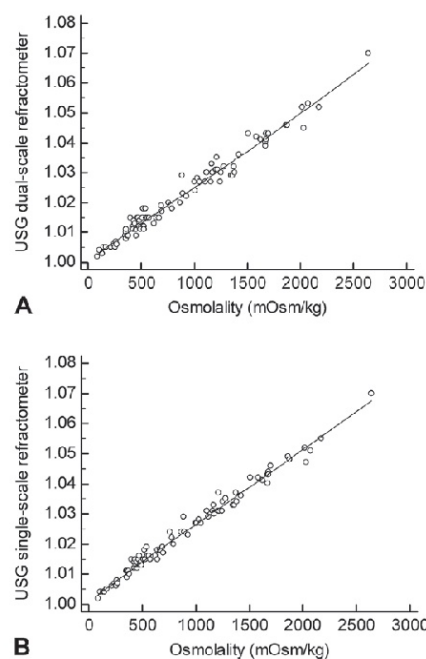 1.08
1.07
1.06
1.05
1.04
1.03
1.02
1.01
1.00
USG dual-scale refractometer
0 500 1000 1500 2000 2500 3000
Osmolality (mOsm/kg)
A
1.08
1.07
1.06
1.05
1.04
1.03
1.02
1.01
1.00
USG single-scale refractometer
0 500 1000 1500 2000 2500 3000
Osmolality (mOsm/kg)
B